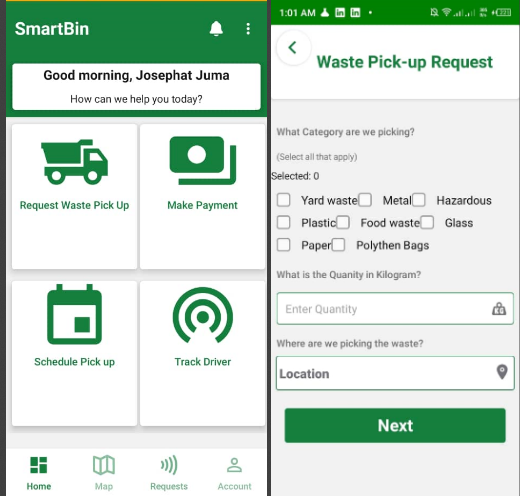 SmartBin
Good morning, Josephat Juma
How can we help you today?
Request Waste Pick Up
Make Payment
Schedule Pick up
Track Driver
Home
Map
Requests
Account
1:01 AM
Waste Pick-up Request
What Category are we picking?
(Select all that apply)
Selected: 0
Yard waste Metal Hazardous
Plastic Food waste Glass
Paper Polythen Bags
What is the Quanity in Kilogram?
Enter Quantity
Where are we picking the waste?
Location
Next